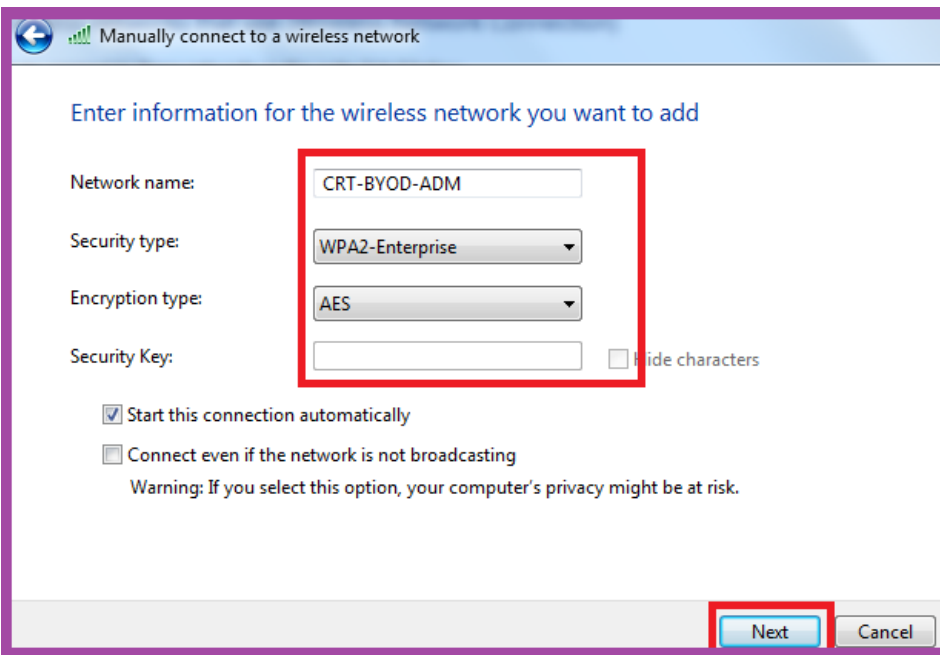 Manually connect to a wireless network
Enter information for the wireless network you want to add
Network name: CRT-BYOD-ADM
Security type: WPA2-Enterprise
Encryption type: AES
Security Key: Hide characters
Start this connection automatically
Connect even if the network is not broadcasting
Warning: If you select this option, your computer's privacy might be at risk.
Next Cancel